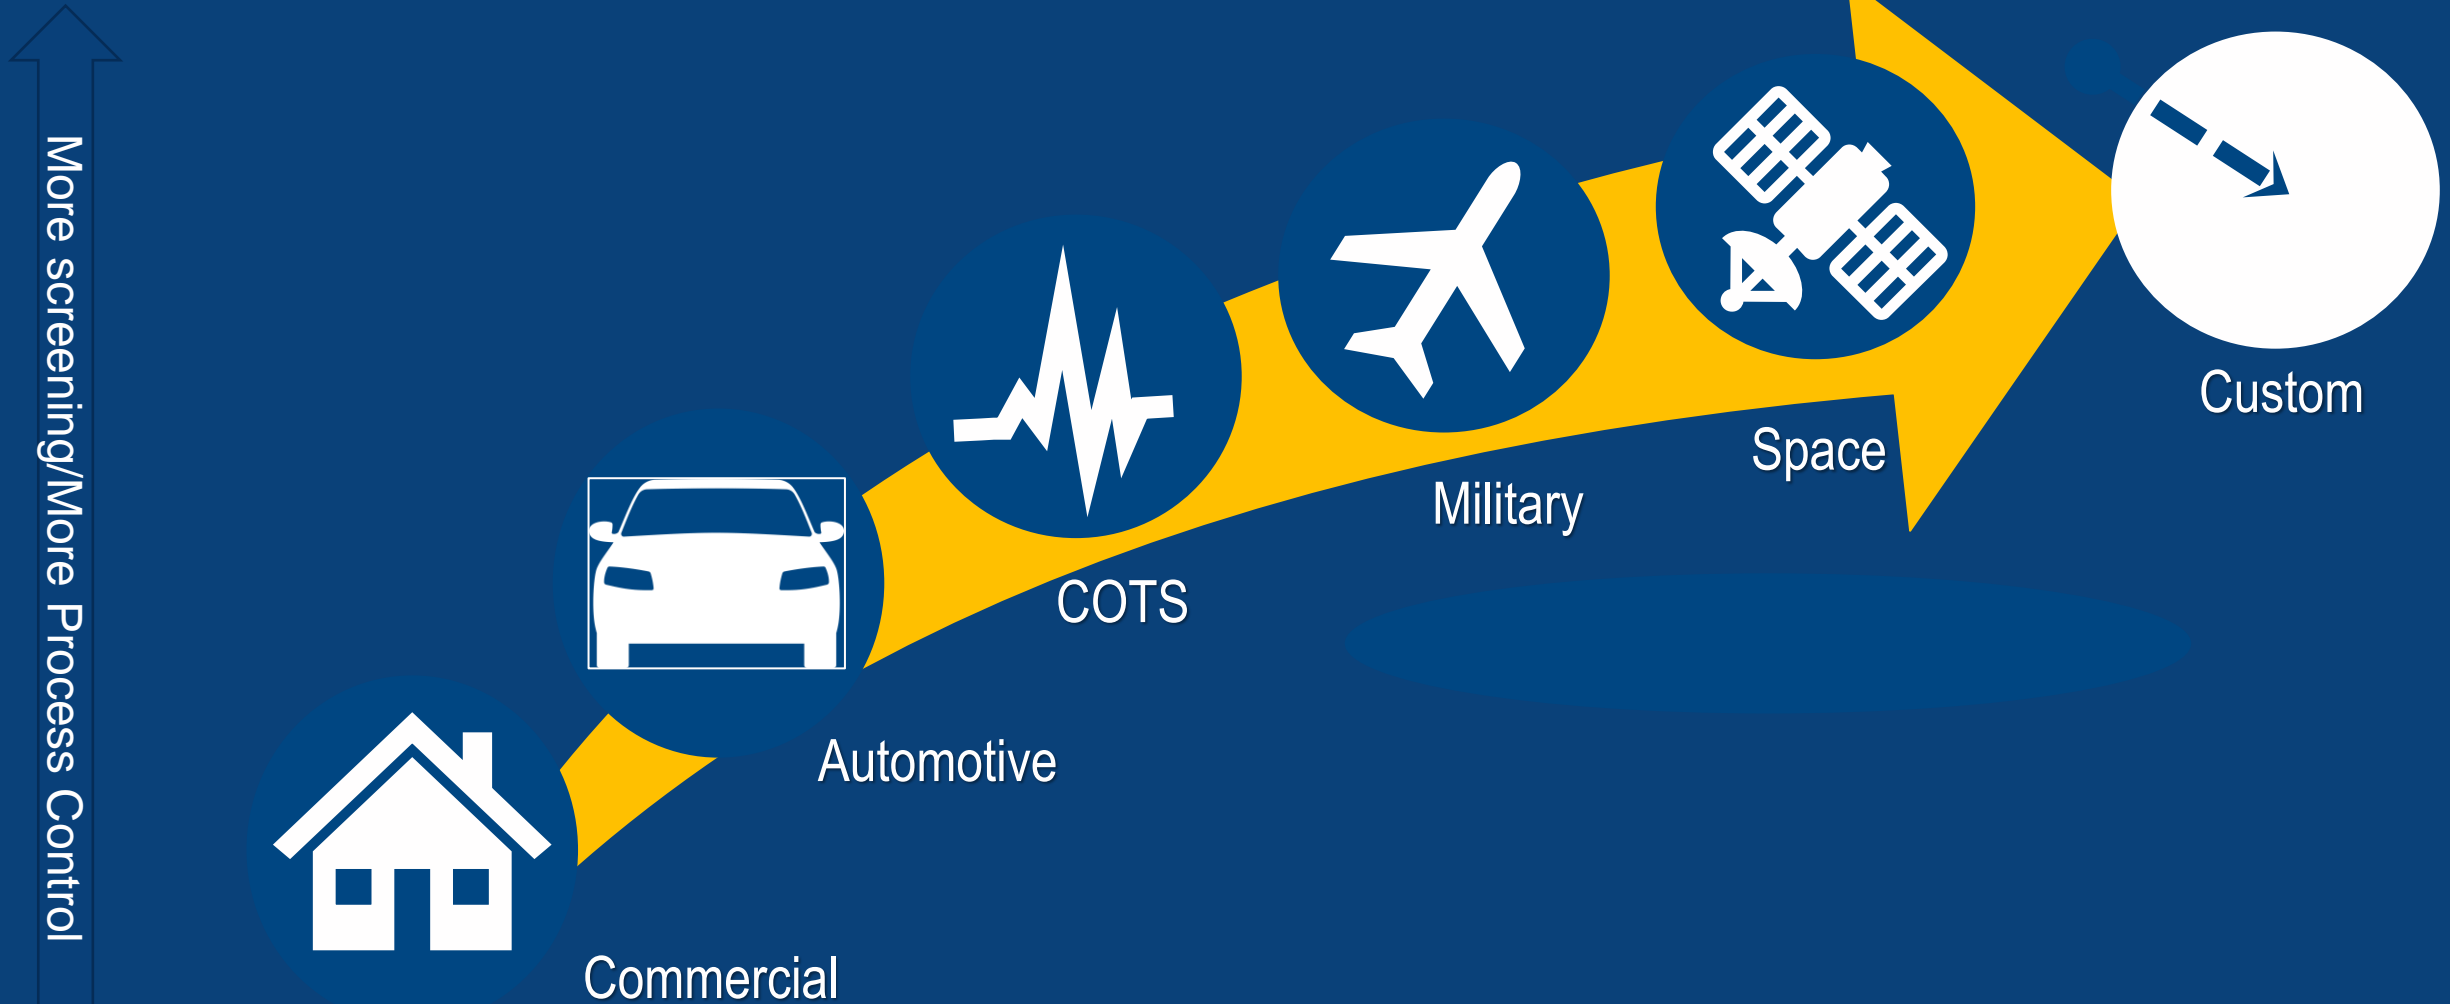 More screening/More Process Control
Custom
Space
Military
COTS
Automotive
Commercial